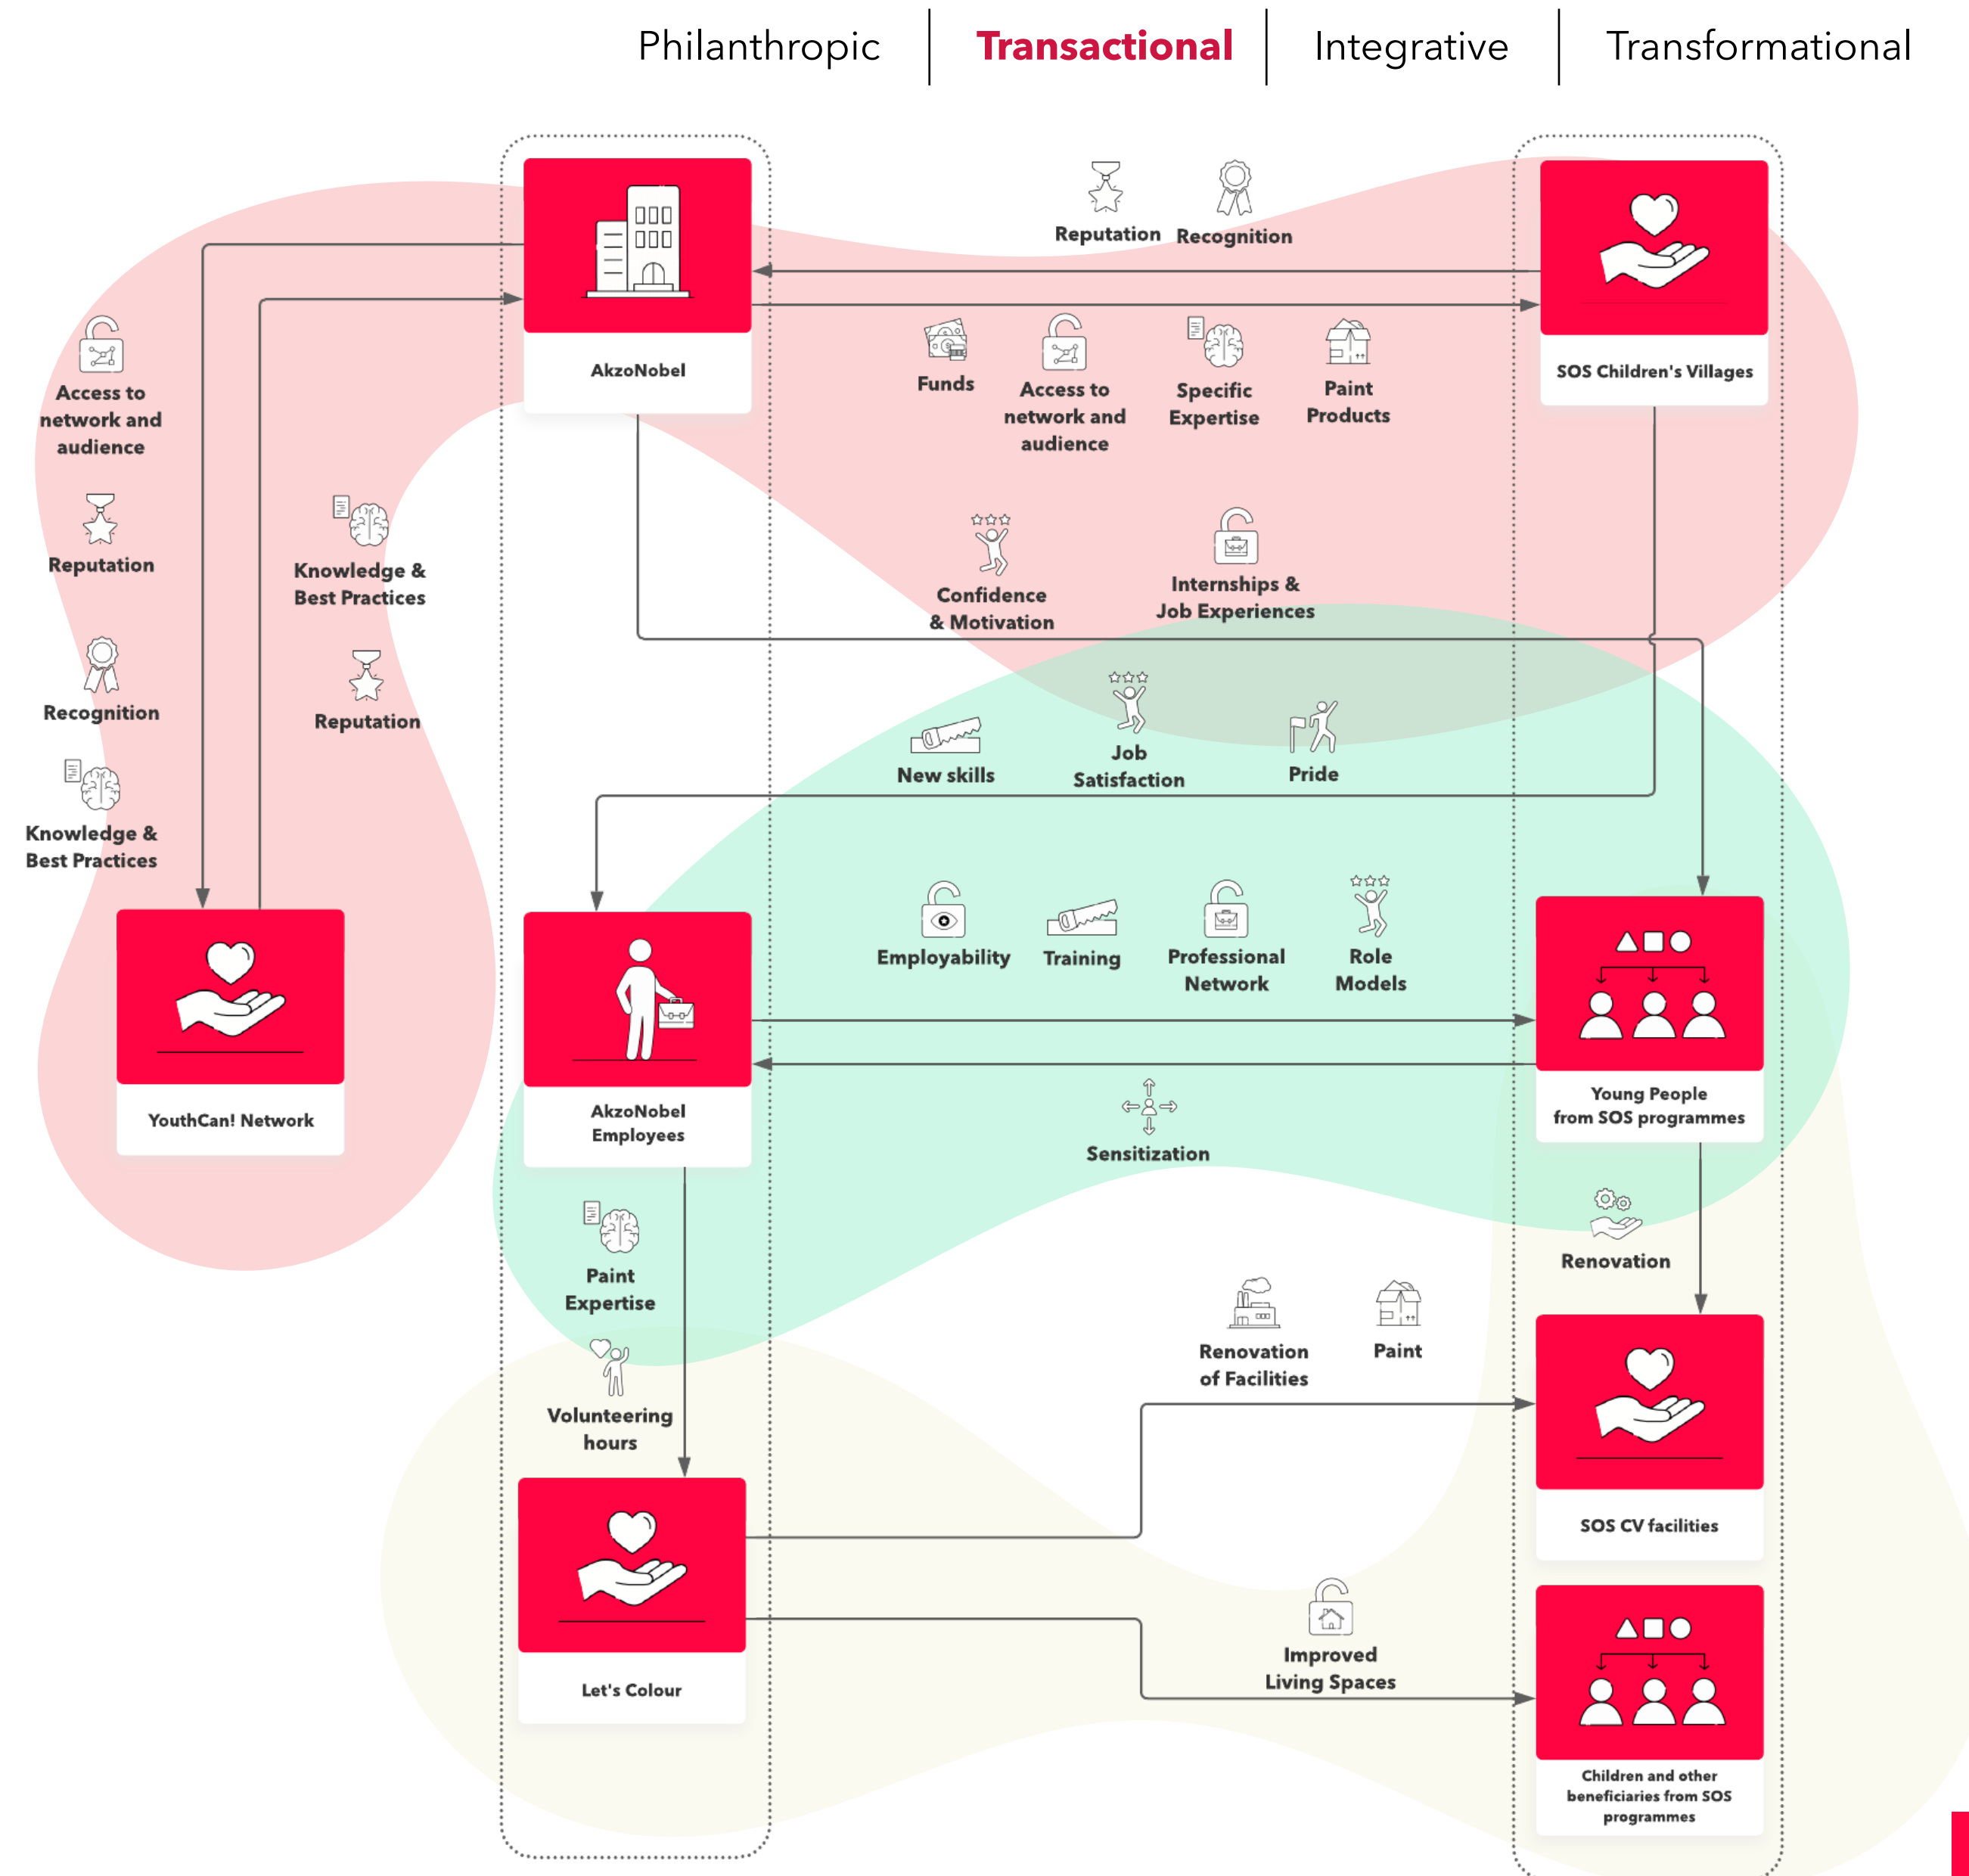 Philanthropic
Transactional
Integrative
Transformational
Reputation
Recognition
AkzoNobel
SOS Children's Villages
Funds
Access to
network and
audience
Specific
Expertise
Paint
Products
Access to
network and
audience
Reputation
Recognition
Knowledge &
Best Practices
Knowledge &
Best Practices
Reputation
Confidence
& Motivation
Internships &
Job Experiences
New skills
Job
Satisfaction
Pride
YouthCan! Network
AkzoNobel
Employees
Employability
Training
Professional
Network
Role
Models
Young People
from SOS programmes
Sensitization
Paint
Expertise
Volunteering
hours
Renovation
Renovation
of Facilities
Paint
SOS CV facilities
Let's Colour
Improved
Living Spaces
Children and other
beneficiaries from SOS
programmes